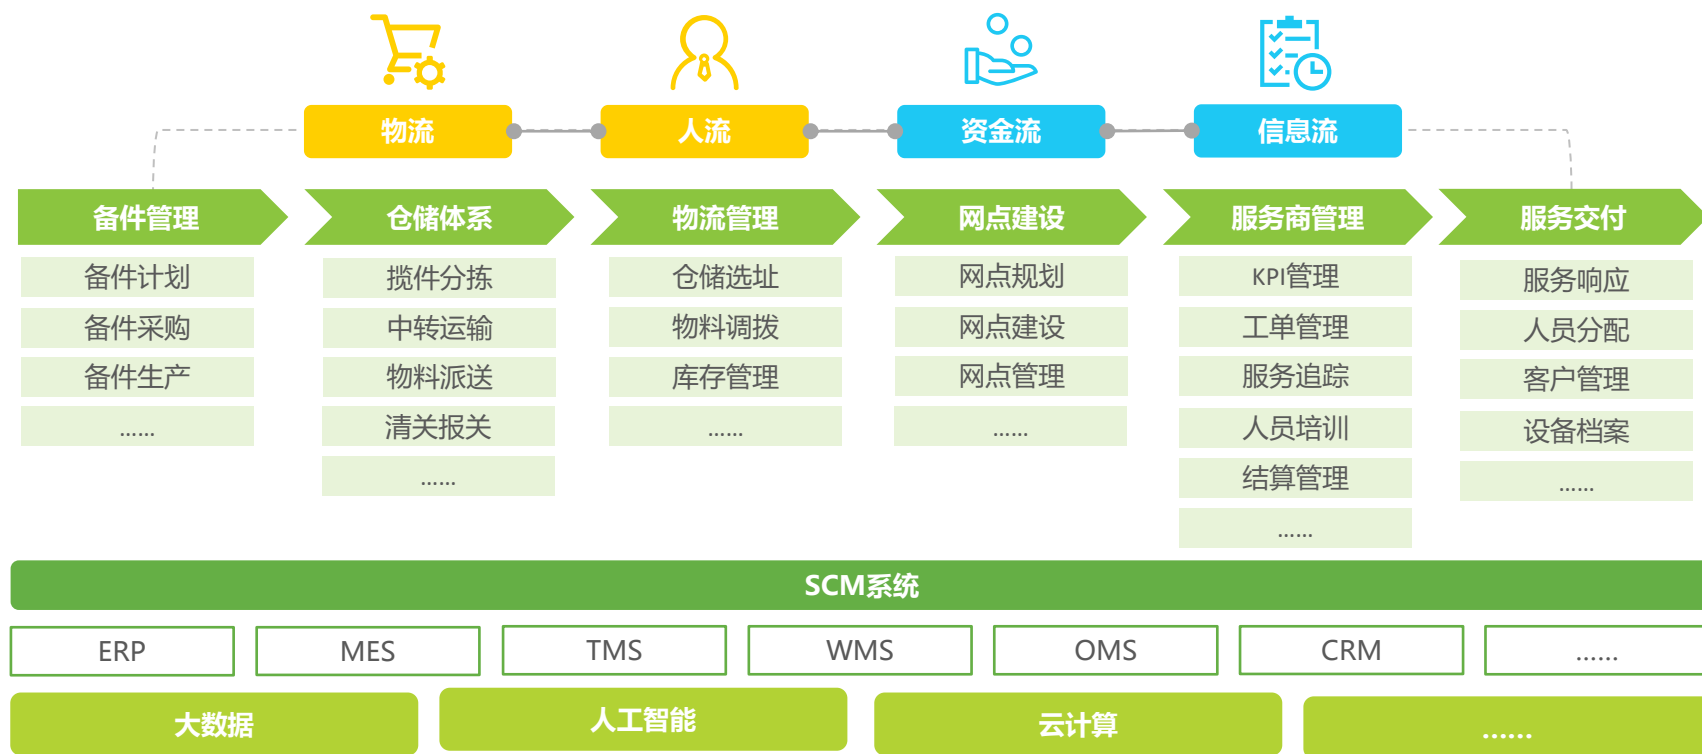 物流
人流
资金流
信息流
备件管理
仓储体系
物流管理
网点建设
服务商管理
服务交付
备件计划
备件采购
备件生产
......
揽件分拣
中转运输
物料派送
清关报关
......
仓储选址
物料调拨
库存管理
......
网点规划
网点建设
网点管理
......
KPI管理
工单管理
服务追踪
人员培训
结算管理
......
服务响应
人员分配
客户管理
设备档案
......
SCM系统
ERP
MES
TMS
WMS
OMS
CRM
......
大数据
人工智能
云计算
......